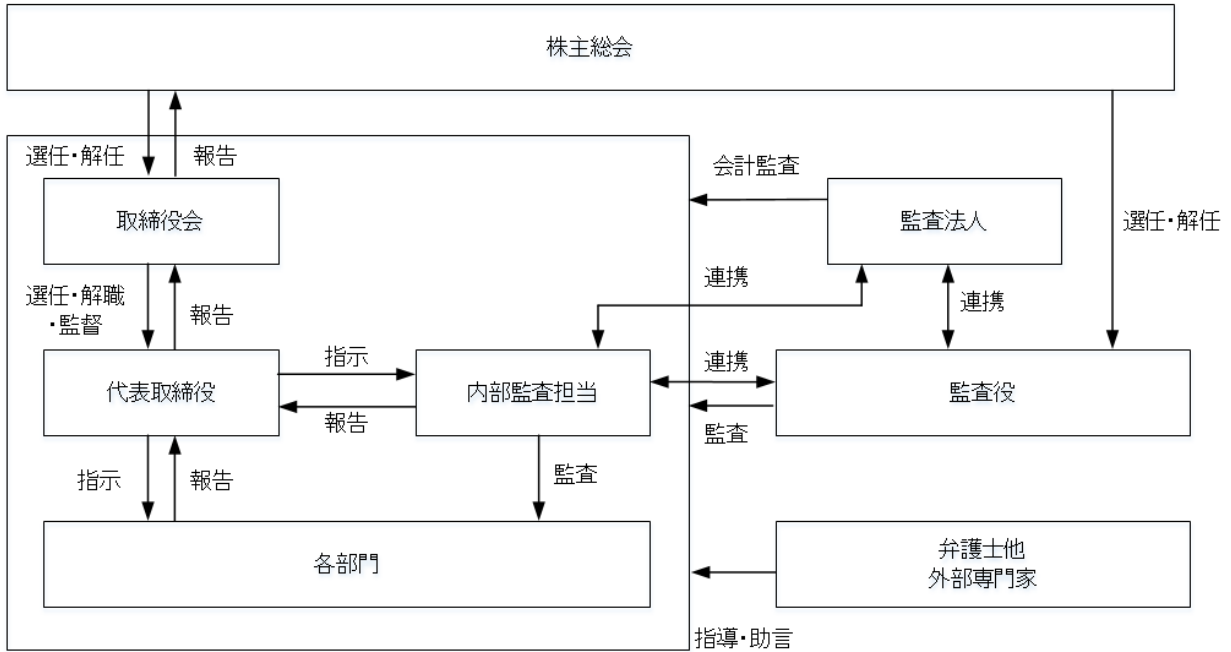 株主総会
選任・解任
報告
会計監査
取締役会
監査法人
選任・解任
連携
選任・解職
・監督
報告
連携
指示
連携
代表取締役
内部監査担当
監査役
報告
監査
指示
報告
監査
各部門
弁護士他
外部専門家
指導・助言